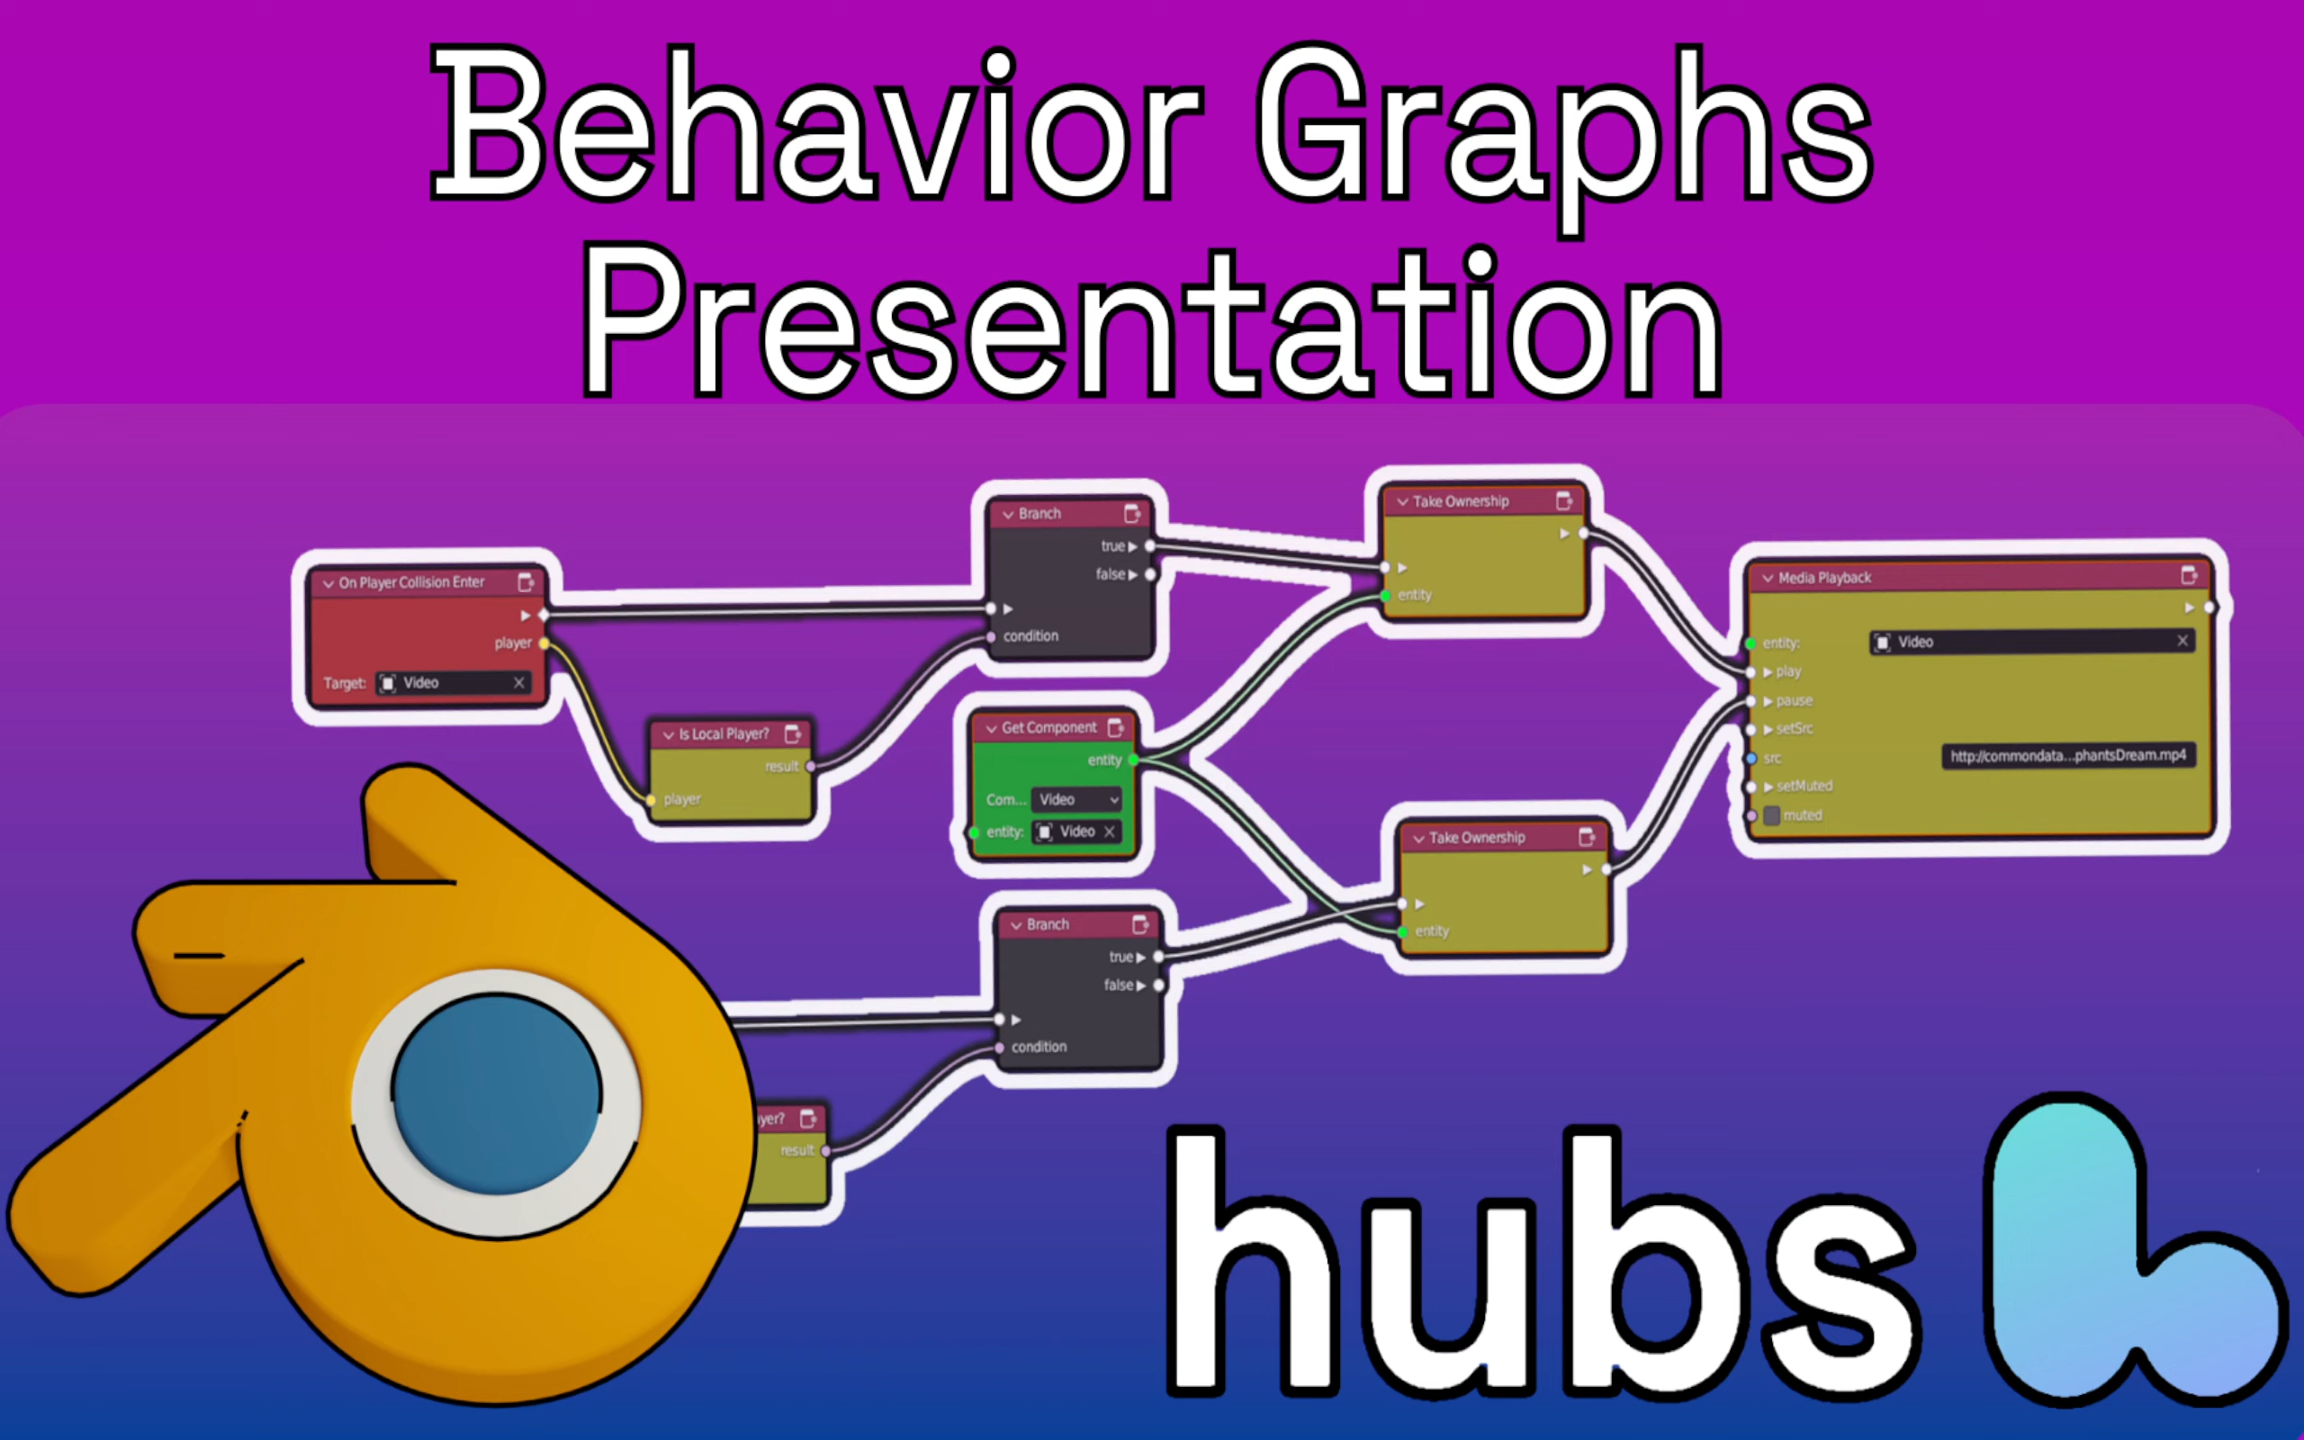 Behavior Graphs
Presentation
On Player Collision Enter
player
Target: Video
Is Local Player?
result
player
Branch
true
false
condition
Get Component
entity
Com... Video
entity: Video
Take Ownership
entity
Media Playback
entity: Video
play
pause
setSrc
src http://commondata...phantsDream.mp4
setMuted
muted
Take Ownership
entity
Branch
true
false
condition
yer?
result
hubs